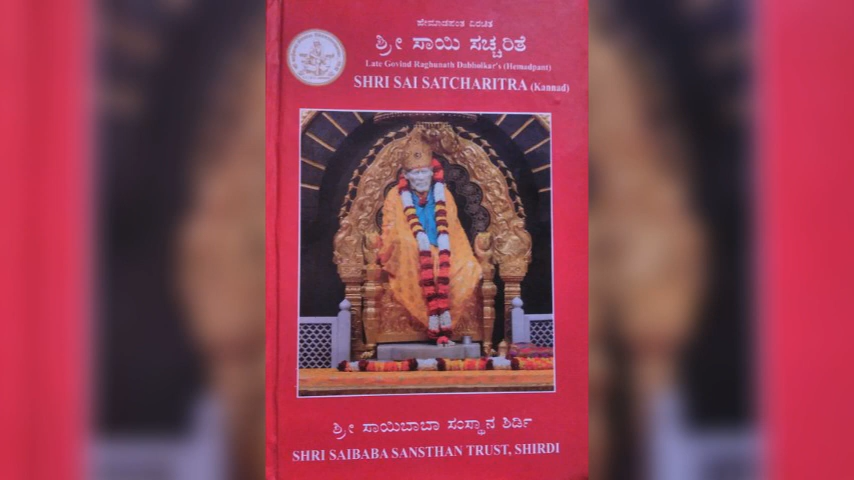 ಹೇಮಾಡಪಂತ ವಿರಚಿತ
ಶ್ರೀ ಸಾಯಿ ಸಚ್ಚರಿತೆ
Late Govind Raghunath Dabholkar's (Hemadpant)
SHRI SAI SATCHARITRA (Kannad)
ಶ್ರೀ ಸಾಯಿಬಾಬಾ ಸಂಸ್ಥಾನ ಶಿರ್ಡಿ
SHRI SAIBABA SANSTHAN TRUST, SHIRDI